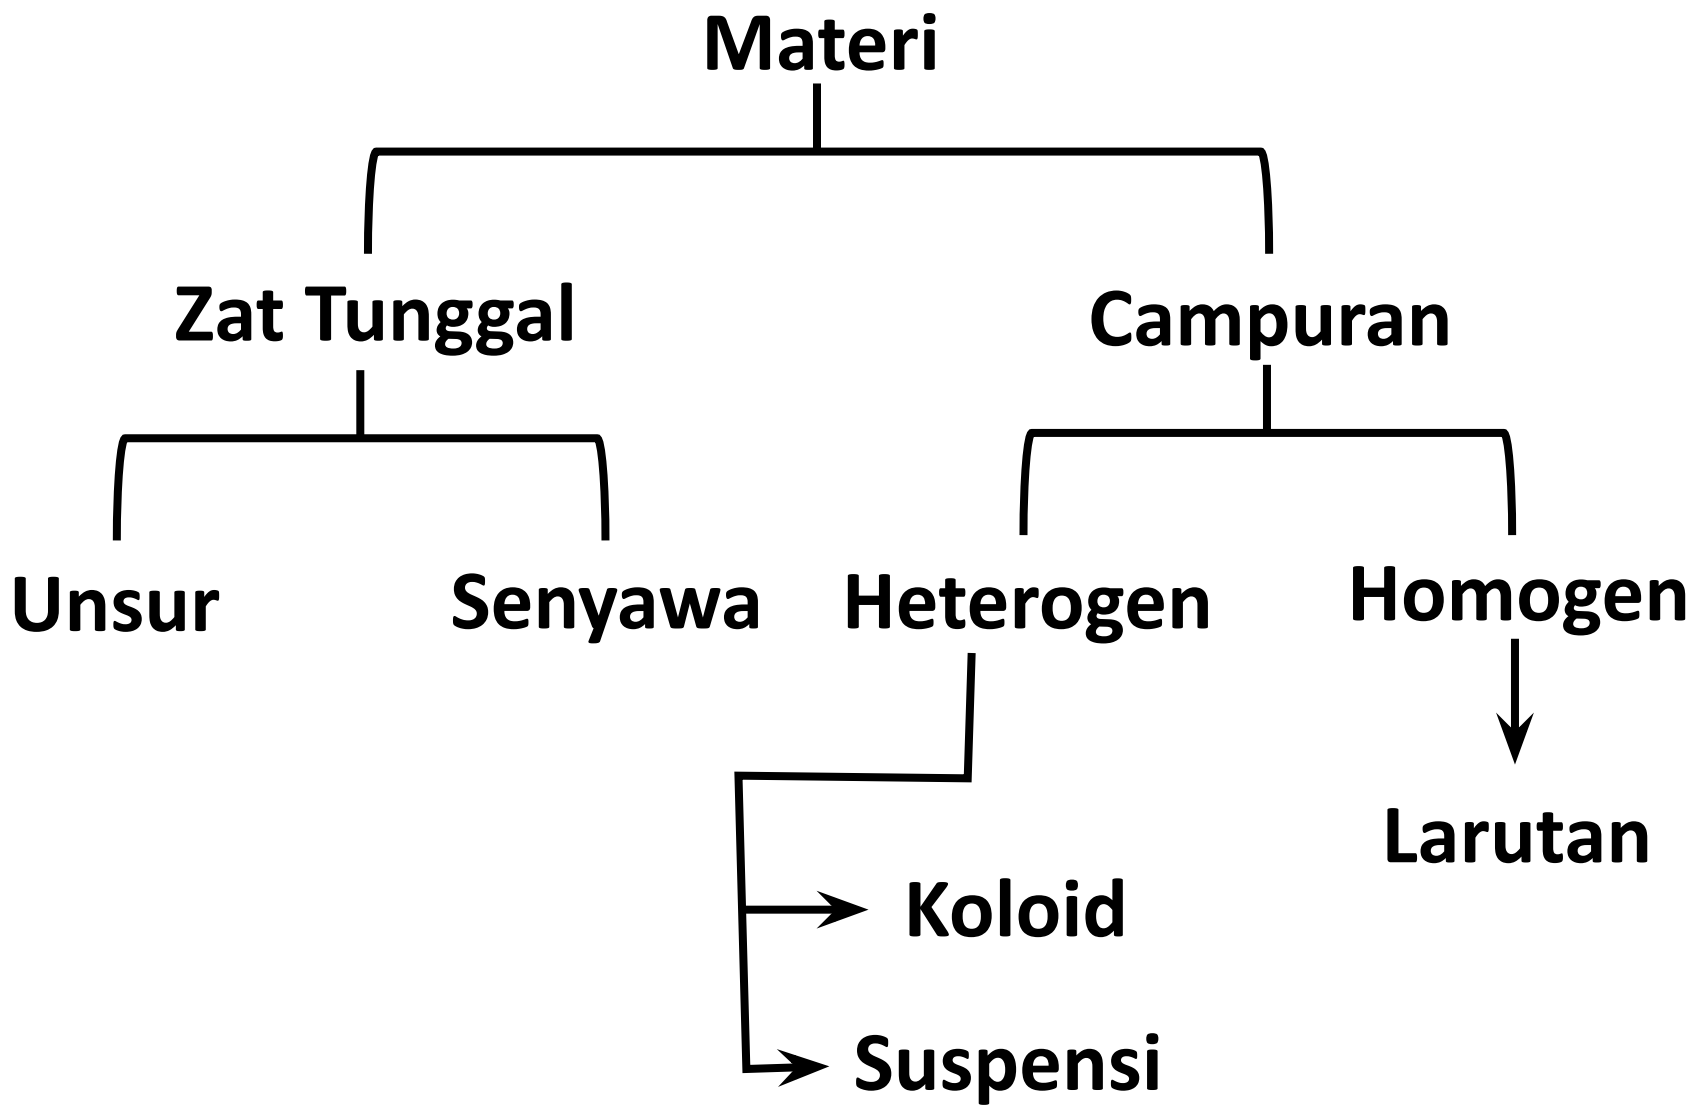 Materi
Zat Tunggal
Campuran
Unsur
Senyawa
Heterogen
Homogen
Larutan
Koloid
Suspensi